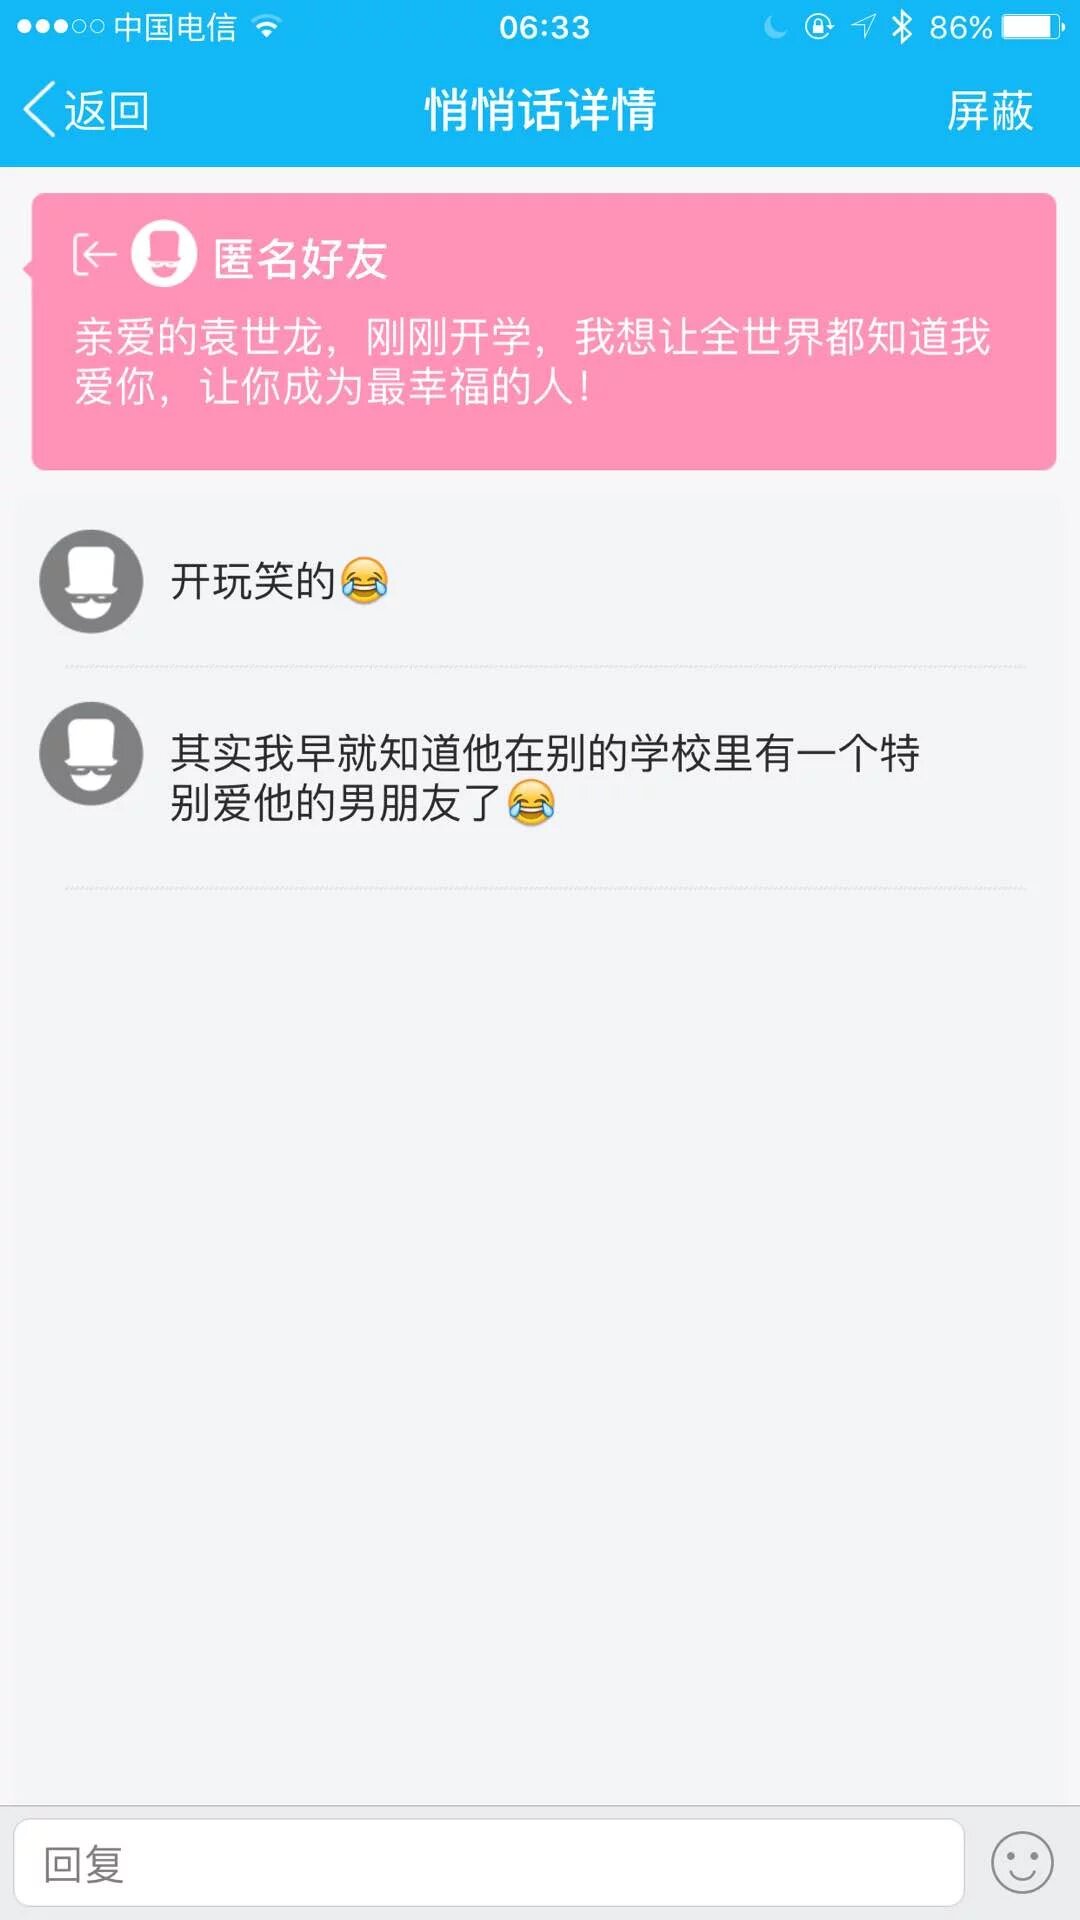 中国电信 06:33 86%
返回 悄悄话详情 屏蔽
匿名好友
亲爱的袁世龙，刚刚开学，我想让全世界都知道我
爱你，让你成为最幸福的人！
开玩笑的😂
其实我早就知道他在别的学校里有一个特
别爱他的男朋友了😂
回复